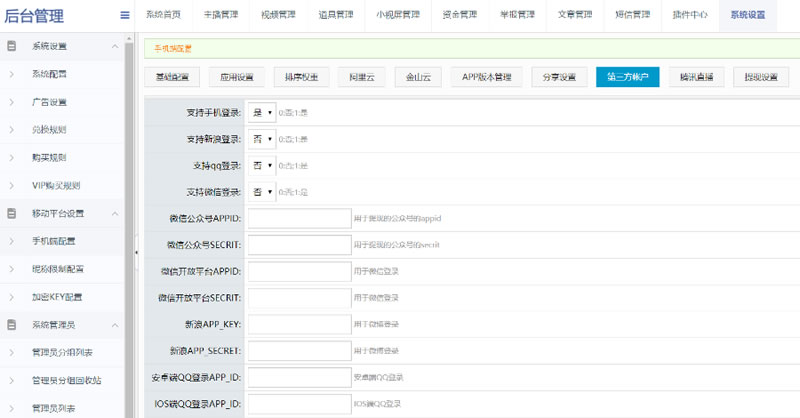 后台管理
系统首页 主播管理 视频管理 道具管理 小视屏管理 资金管理 举报管理 文章管理 短信管理 插件中心 系统设置
系统设置
系统配置
广告设置
兑换规则
购买规则
VIP购买规则
移动平台设置
手机端配置
昵称限制配置
加密KEY配置
系统管理员
管理员分组列表
管理员分组回收站
管理员列表
手机端配置
基础配置 应用设置 排序权重 阿里云 金山云 APP版本管理 分享设置 第三方帐户 腾讯直播 提现设置
支持手机登录: 是 0:否;1:是
支持新浪登录: 否 0:否;1:是
支持qq登录: 否 0:否;1:是
支持微信登录: 否 0:否;1:是
微信公众号APPID: 用于提现的公众号的appid
微信公众号SECRIT: 用于提现的公众号的secrit
微信开放平台APPID: 用于微信登录
微信开放平台SECRIT: 用于微信登录
新浪APP_KEY: 用于微博登录
新浪APP_SECRET: 用于微博登录
安卓端QQ登录APP_ID: 安卓端QQ登录
IOS端QQ登录APP_ID: IOS端QQ登录